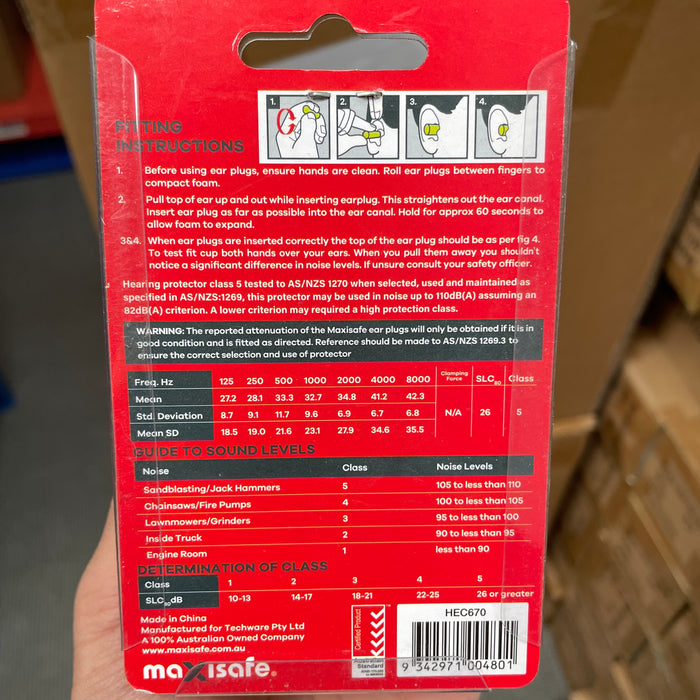 1. 2. 3. 4.
FITTING
INSTRUCTIONS
1. Before using ear plugs, ensure hands are clean. Roll ear plugs between fingers to
compact foam.
2. Pull top of ear up and out while inserting earplug. This straightens out the ear canal.
Insert ear plug as far as possible into the ear canal. Hold for approx 60 seconds to
allow foam to expand.
3&4. When ear plugs are inserted correctly the top of the ear plug should be as per fig 4.
To test fit cup both hands over your ears. When you pull them away you shouldn't
notice a significant difference in noise levels. If unsure consult your safety officer.
Hearing protector class 5 tested to AS/NZS 1270 when selected, used and maintained as
specified in AS/NZS:1269, this protector may be used in noise up to 110dB(A) assuming an
82dB(A) criterion. A lower criterion may required a high protection class.
WARNING: The reported attenuation of the Maxisafe ear plugs will only be obtained if it is in
good condition and is fitted as directed. Reference should be made to AS/NZS 1269.3 to
ensure the correct selection and use of protector
Freq. Hz 125 250 500 1000 2000 4000 8000 Clamping Force SLC80 Class
Mean 27.2 28.1 33.3 32.7 34.8 41.2 42.3
Std. Deviation 8.7 9.1 11.7 9.6 6.9 6.7 6.8 N/A 26 5
Mean SD 18.5 19.0 21.6 23.1 27.9 34.6 35.5
GUIDE TO SOUND LEVELS
Noise Class Noise Levels
Sandblasting/Jack Hammers 5 105 to less than 110
Chainsaws/Fire Pumps 4 100 to less than 105
Lawnmowers/Grinders 3 95 to less than 100
Inside Truck 2 90 to less than 95
Engine Room 1 less than 90
DETERMINATION OF CLASS
Class 1 2 3 4 5
SLC80dB 10-13 14-17 18-21 22-25 26 or greater
Made in China
Manufactured for Techware Pty Ltd
A 100% Australian Owned Company
www.maxisafe.com.au
maxisafe.
Certified Product
Standard
HEC670
9 342971 004801